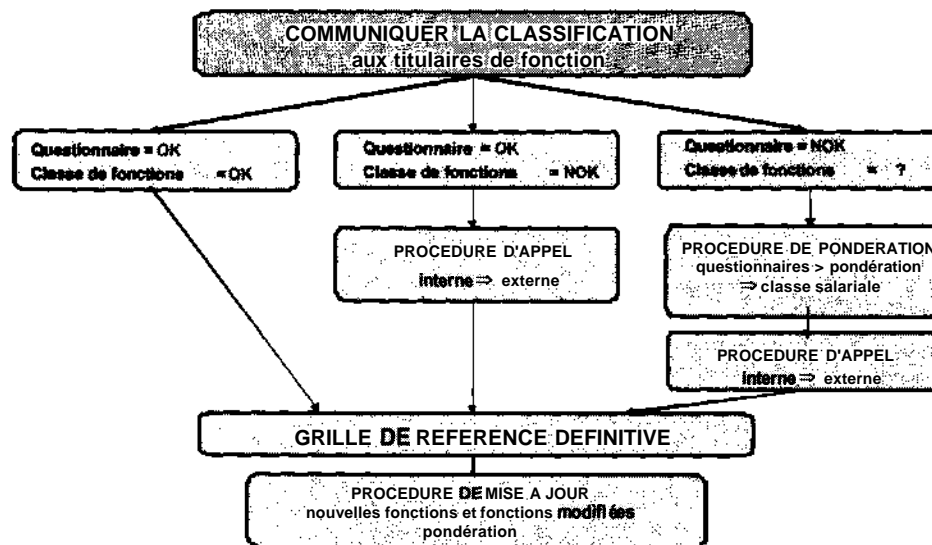 COMMUNIQUER LA CLASSIFICATION
aux titulaires de fonction
Questionnaire = OK
Classe de fonctions = OK
Questionnaire = OK
Classe de fonctions = NOK
Questionnaire = NOK
Classe de fonctions = ?
PROCEDURE D'APPEL
interne ⇒ externe
PROCEDURE DE PONDERATION
questionnaires > pondération
⇒ classe salariale
PROCEDURE D'APPEL
interne ⇒ externe
GRILLE DE REFERENCE DEFINITIVE
PROCEDURE DE MISE A JOUR
nouvelles fonctions et fonctions modifiées
pondération